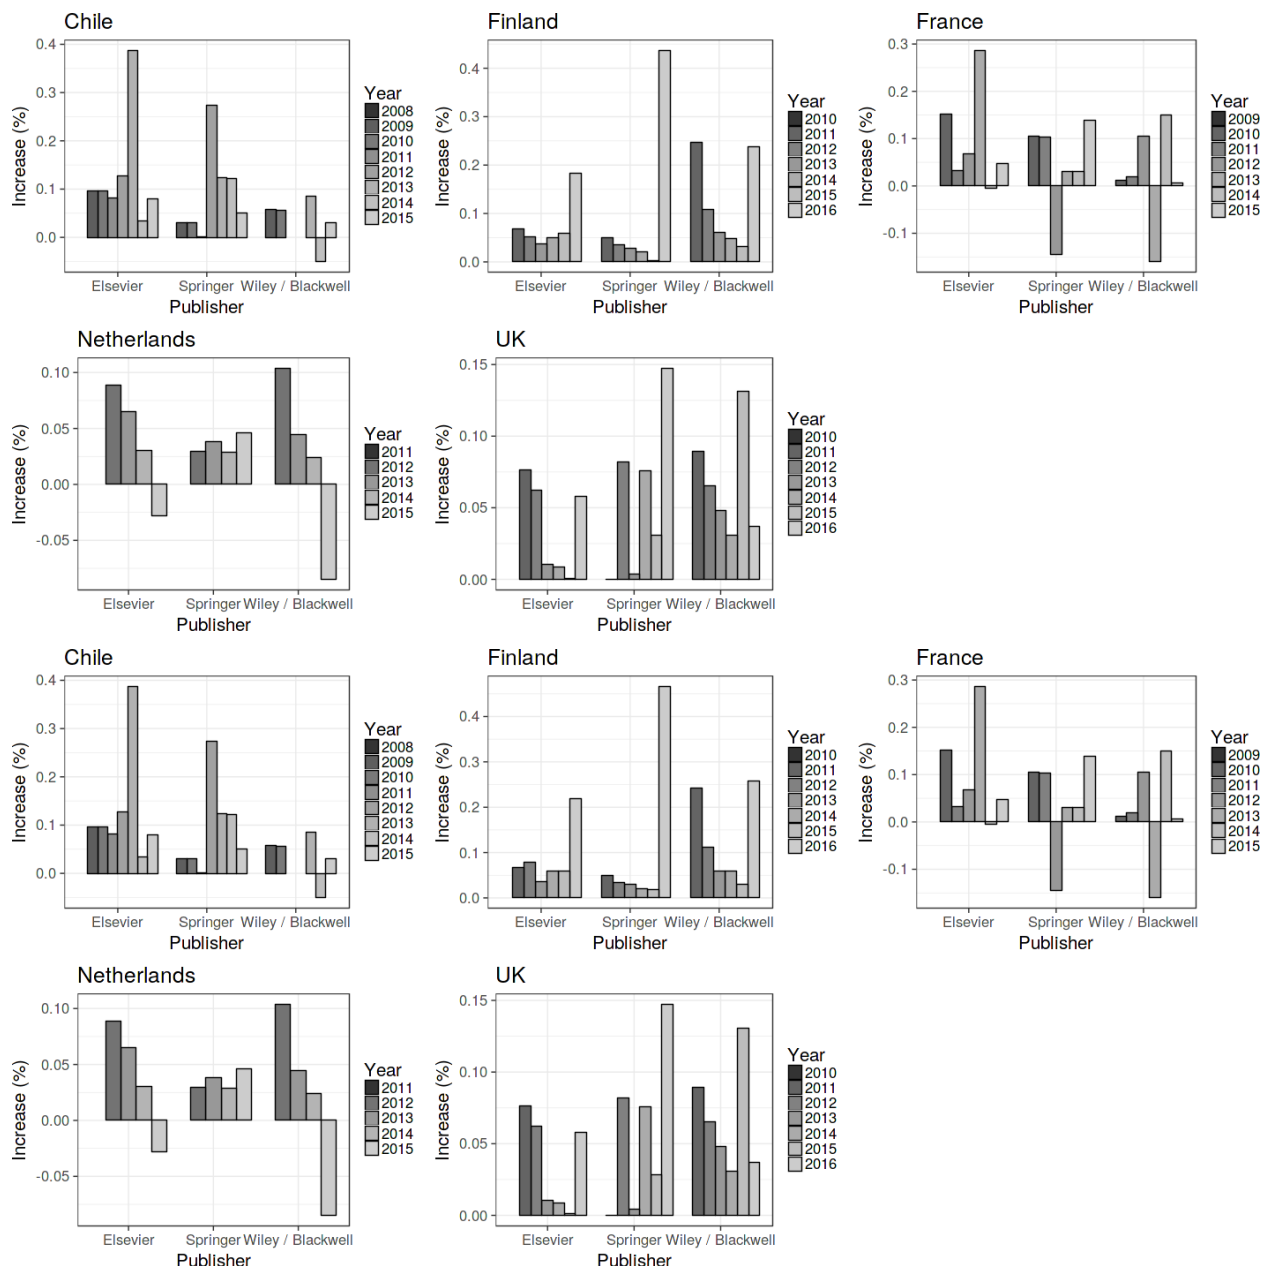 Chile
Increase (%)
0.4
0.3
0.2
0.1
0.0
Elsevier Springer Wiley / Blackwell
Publisher
Year
2008
2009
2010
2011
2012
2013
2014
2015
Finland
Increase (%)
0.4
0.3
0.2
0.1
0.0
Elsevier Springer Wiley / Blackwell
Publisher
Year
2010
2011
2012
2013
2014
2015
2016
France
Increase (%)
0.3
0.2
0.1
0.0
-0.1
Elsevier Springer Wiley / Blackwell
Publisher
Year
2009
2010
2011
2012
2013
2014
2015
Netherlands
Increase (%)
0.10
0.05
0.00
-0.05
Elsevier Springer Wiley / Blackwell
Publisher
Year
2011
2012
2013
2014
2015
UK
Increase (%)
0.15
0.10
0.05
0.00
Elsevier Springer Wiley / Blackwell
Publisher
Year
2010
2011
2012
2013
2014
2015
2016
Chile
Increase (%)
0.4
0.3
0.2
0.1
0.0
Elsevier Springer Wiley / Blackwell
Publisher
Year
2008
2009
2010
2011
2012
2013
2014
2015
Finland
Increase (%)
0.4
0.3
0.2
0.1
0.0
Elsevier Springer Wiley / Blackwell
Publisher
Year
2010
2011
2012
2013
2014
2015
2016
France
Increase (%)
0.3
0.2
0.1
0.0
-0.1
Elsevier Springer Wiley / Blackwell
Publisher
Year
2009
2010
2011
2012
2013
2014
2015
Netherlands
Increase (%)
0.10
0.05
0.00
-0.05
Elsevier Springer Wiley / Blackwell
Publisher
Year
2011
2012
2013
2014
2015
UK
Increase (%)
0.15
0.10
0.05
0.00
Elsevier Springer Wiley / Blackwell
Publisher
Year
2010
2011
2012
2013
2014
2015
2016